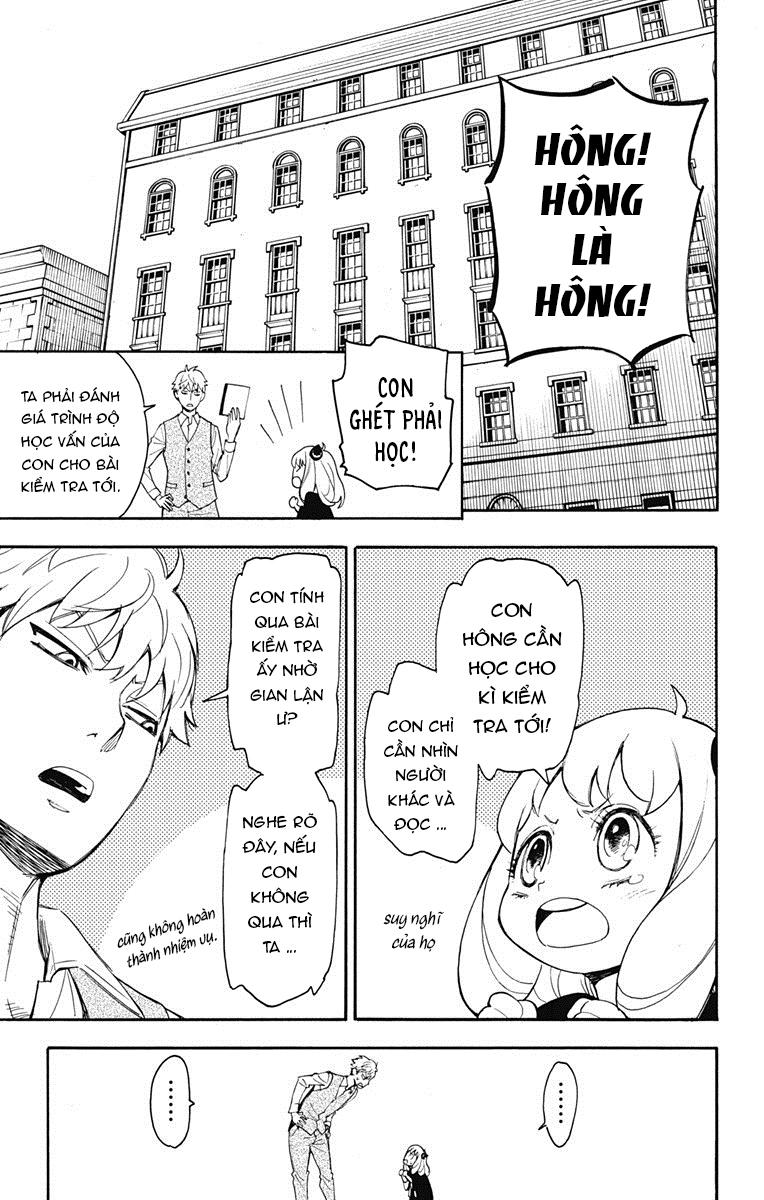 HÔNG!
HÔNG
LÀ
HÔNG!
CON
GHÉT PHẢI
HỌC!
TA PHẢI ĐÁNH
GIÁ TRÌNH ĐỘ
HỌC VẤN CỦA
CON CHO BÀI
KIỂM TRA TỚI.
CON
HÔNG CẦN
HỌC CHO
KÌ KIỂM
TRA TỚI!
CON CHỈ
CẦN NHÌN
NGƯỜI
KHÁC VÀ
ĐỌC ...
suy nghĩ
của họ
CON TÍNH
QUA BÀI
KIỂM TRA
ẤY NHỜ
GIAN LẬN
Ư?
NGHE RÕ
ĐÂY, NẾU
CON
KHÔNG
QUA THÌ
TA ...
cũng không hoàn
thành nhiệm vụ.
......
......